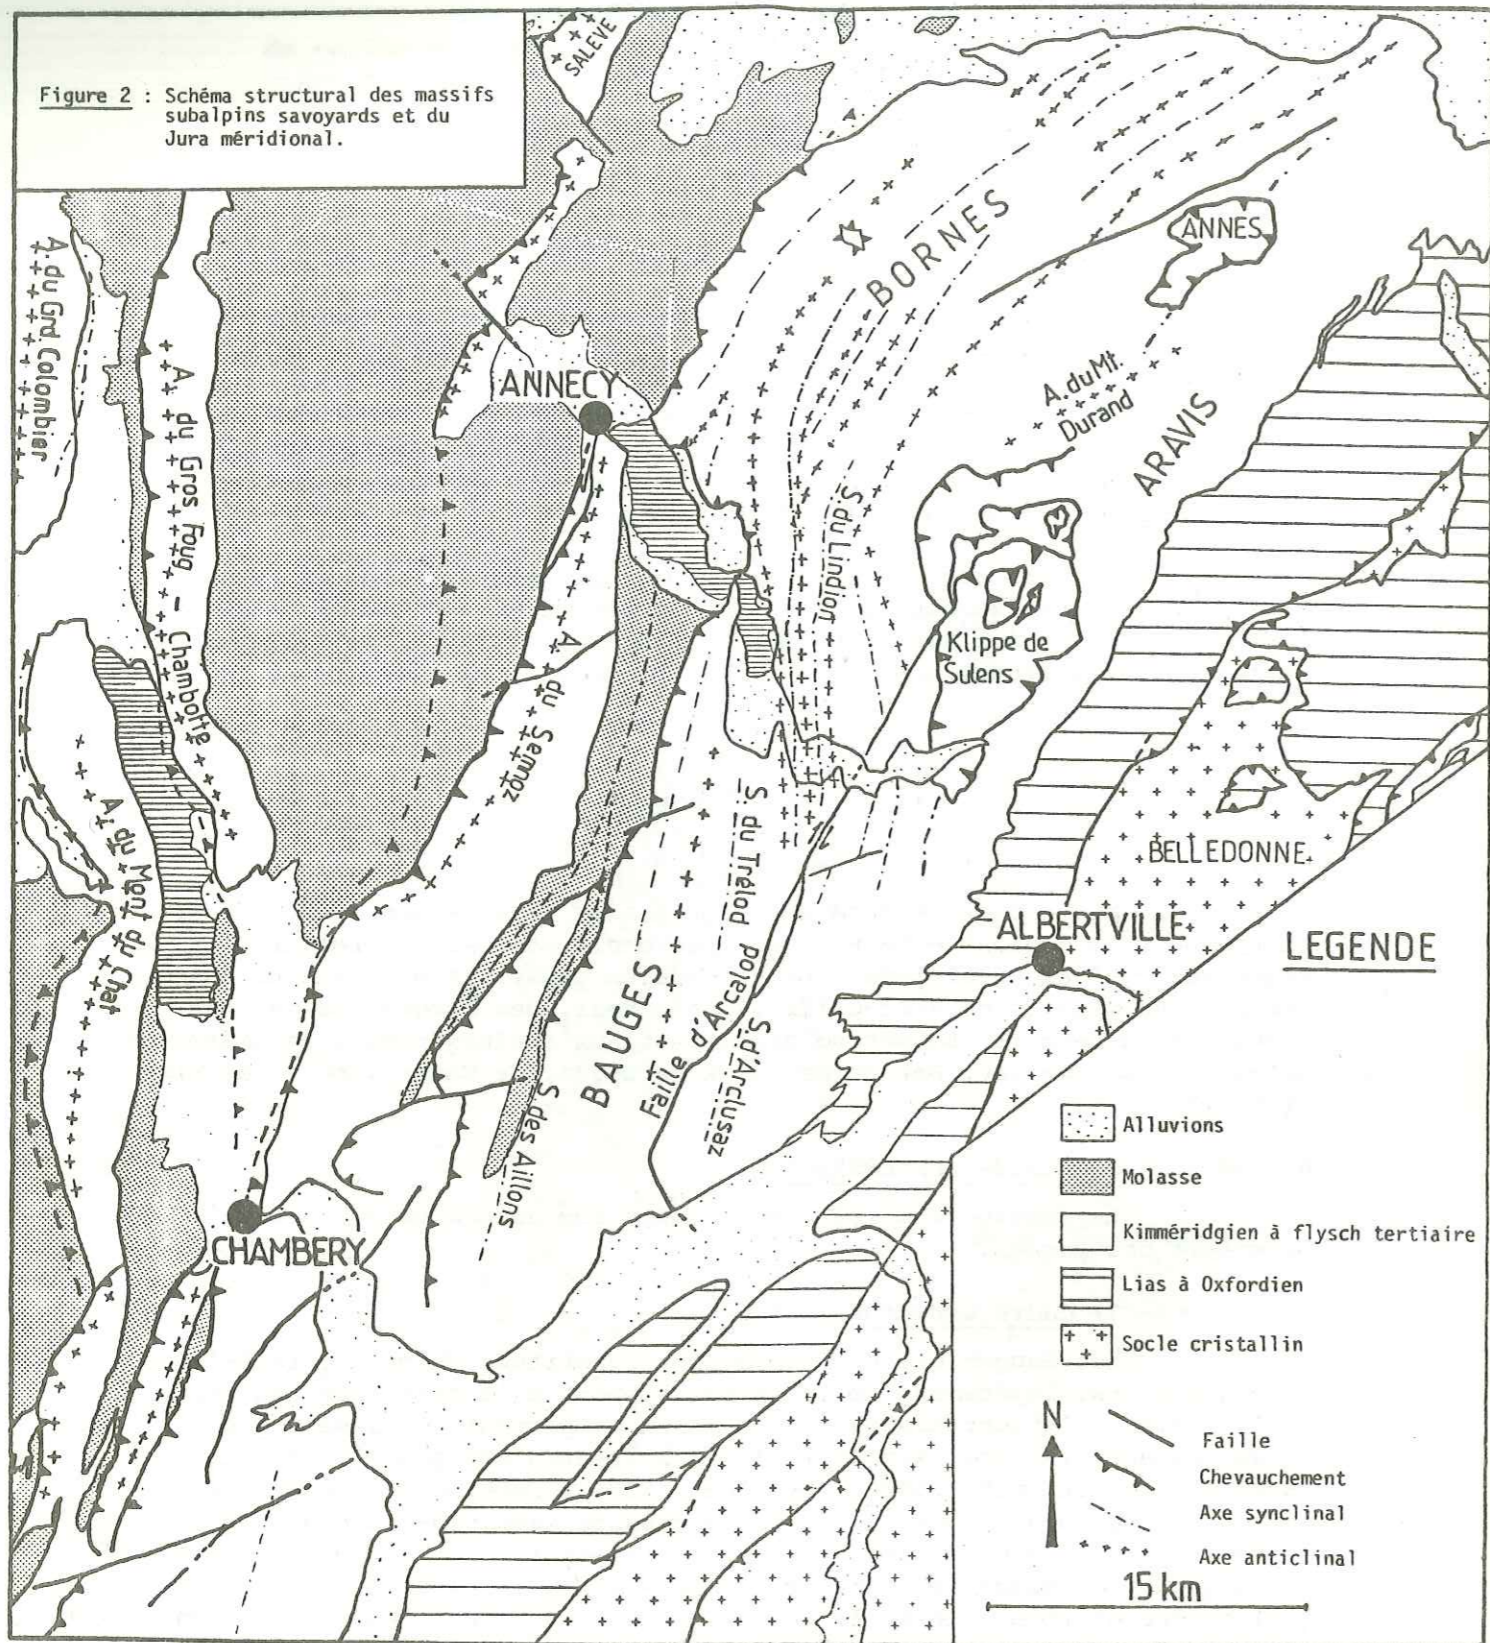 Figure 2 : Schéma structural des massifs
subalpins savoyards et du
Jura méridional.
SALEVE
A. du Grd Colombier
A. du Gros Foug - Chambotte
ANNECY
BORNES
ANNES
A. du Mt.
Durand
ARAVIS
S. du Lindion
Klippe de
Sulens
A. du Semnoz
A. du Mont du Chat
S. du Trélod
BAUGES
Faille d'Arcalod
S. d'Arclusaz
S. des Aillons
BELLEDONNE
ALBERTVILLE
CHAMBERY
LEGENDE
Alluvions
Molasse
Kimméridgien à flysch tertiaire
Lias à Oxfordien
Socle cristallin
N
Faille
Chevauchement
Axe synclinal
Axe anticlinal
15 km